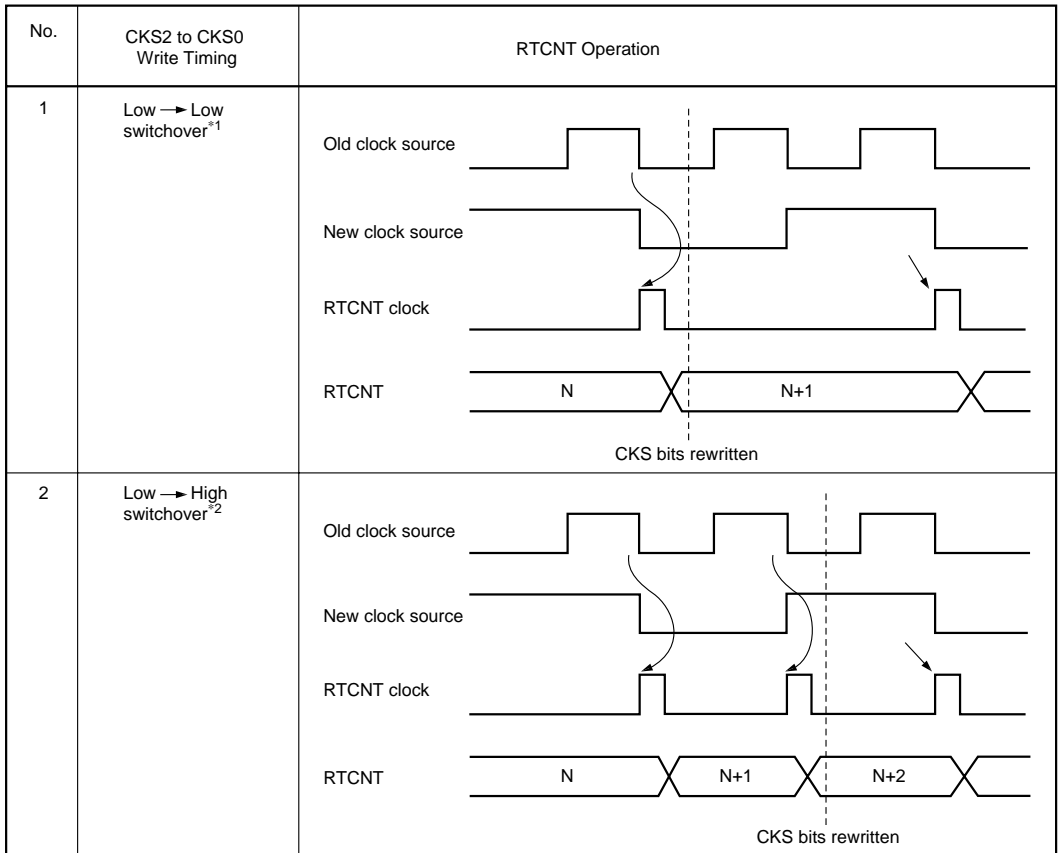 No.
CKS2 to CKS0
Write Timing
RTCNT Operation
1
Low → Low
switchover*1
Old clock source
New clock source
RTCNT clock
RTCNT
N
N+1
CKS bits rewritten
2
Low → High
switchover*2
Old clock source
New clock source
RTCNT clock
RTCNT
N
N+1
N+2
CKS bits rewritten